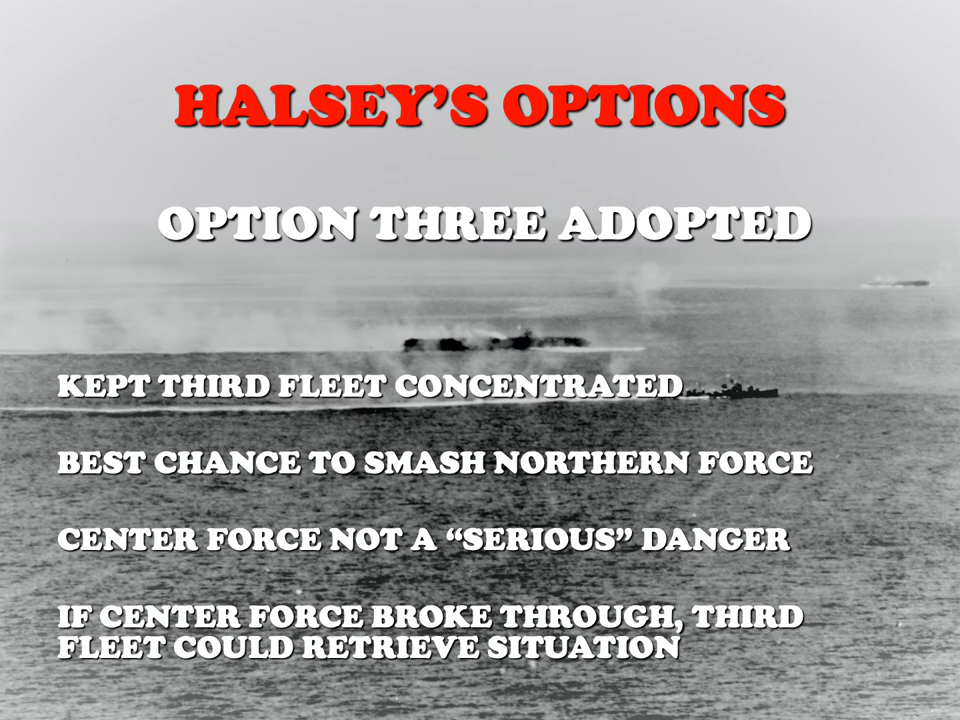 HALSEY’S OPTIONS
OPTION THREE ADOPTED
KEPT THIRD FLEET CONCENTRATED
BEST CHANCE TO SMASH NORTHERN FORCE
CENTER FORCE NOT A “SERIOUS” DANGER
IF CENTER FORCE BROKE THROUGH, THIRD
FLEET COULD RETRIEVE SITUATION